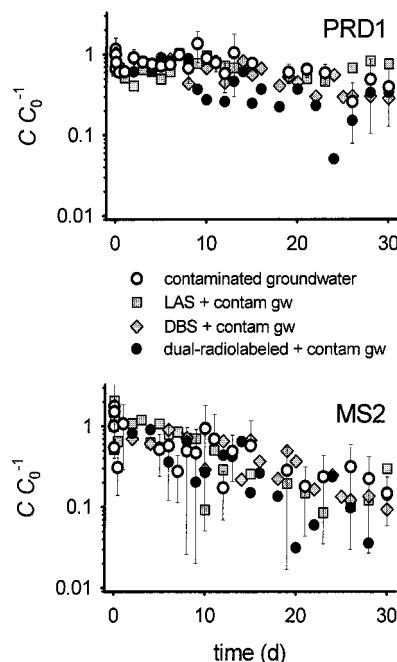 PRD1
1
0.1
0.01
C C₀⁻¹
0 10 20 30
contaminated groundwater
LAS + contam gw
DBS + contam gw
dual-radiolabeled + contam gw
MS2
1
0.1
0.01
C C₀⁻¹
0 10 20 30
time (d)